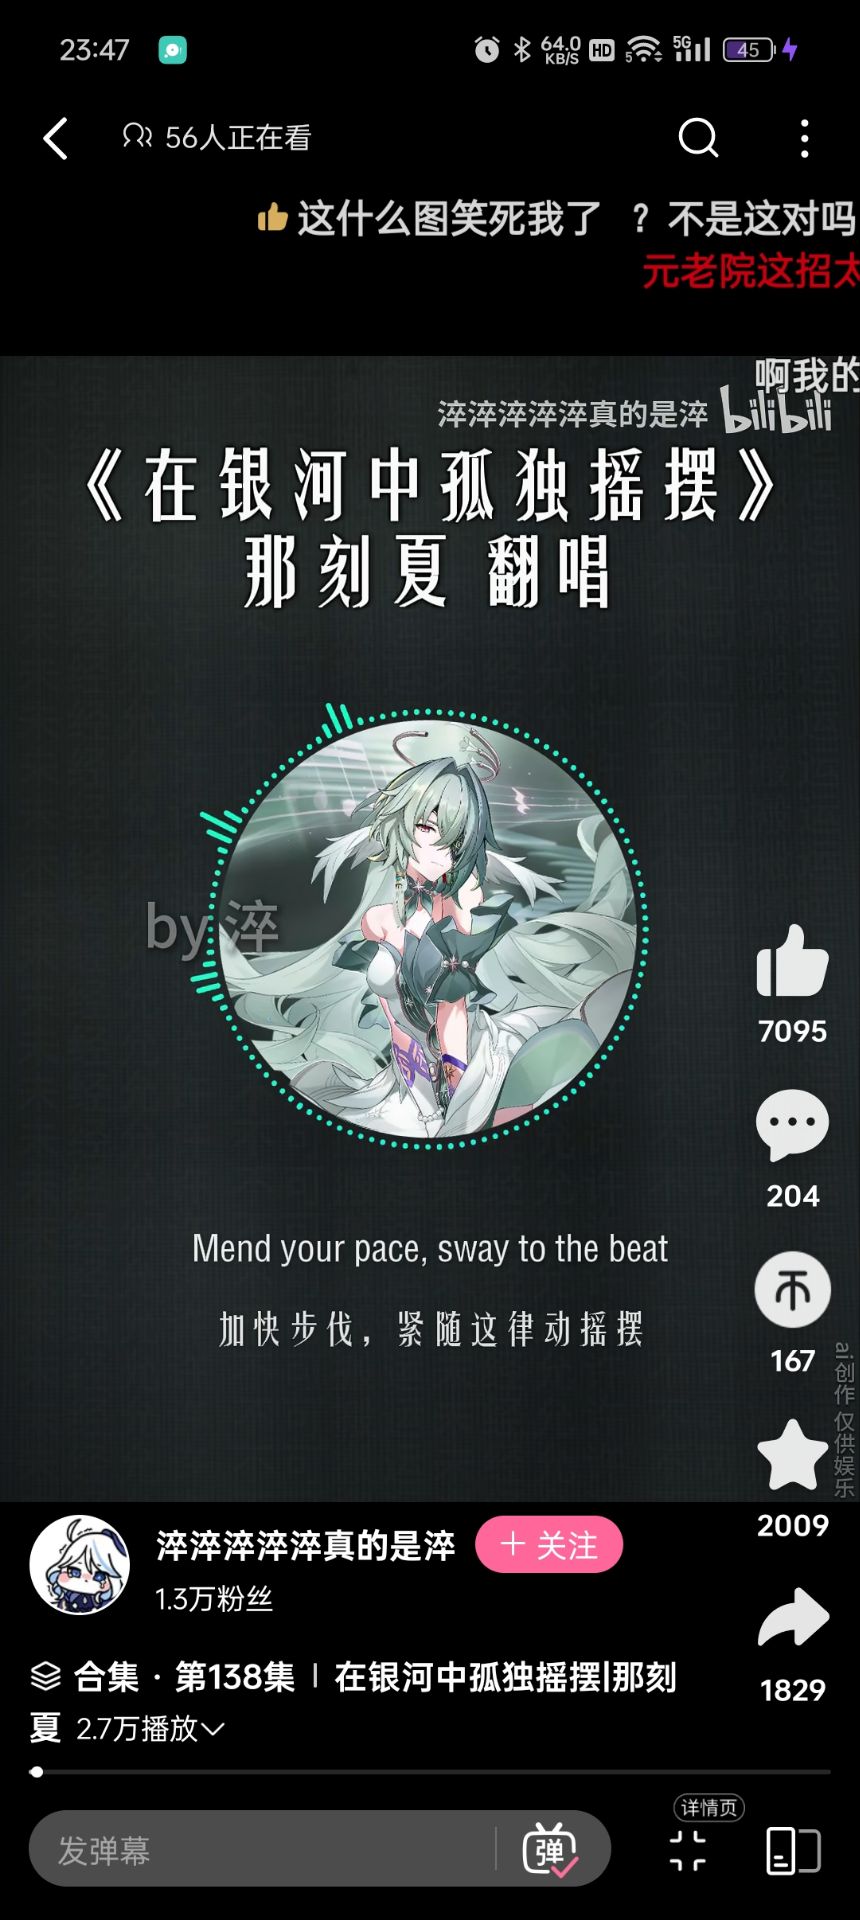 23:47
64.0
KB/S
HD
5
5G
45
56人正在看
这什么图笑死我了
？不是这对吗
元老院这招太
啊我的
淬淬淬淬淬真的是淬
bilibili
《在银河中孤独摇摆》
那刻夏 翻唱
by 淬
7095
204
Mend your pace, sway to the beat
加快步伐，紧随这律动摇摆
167
ai创作 仅供娱乐
2009
淬淬淬淬淬真的是淬
+ 关注
1.3万粉丝
1829
合集 · 第138集 | 在银河中孤独摇摆|那刻
夏 2.7万播放
详情页
发弹幕
弹